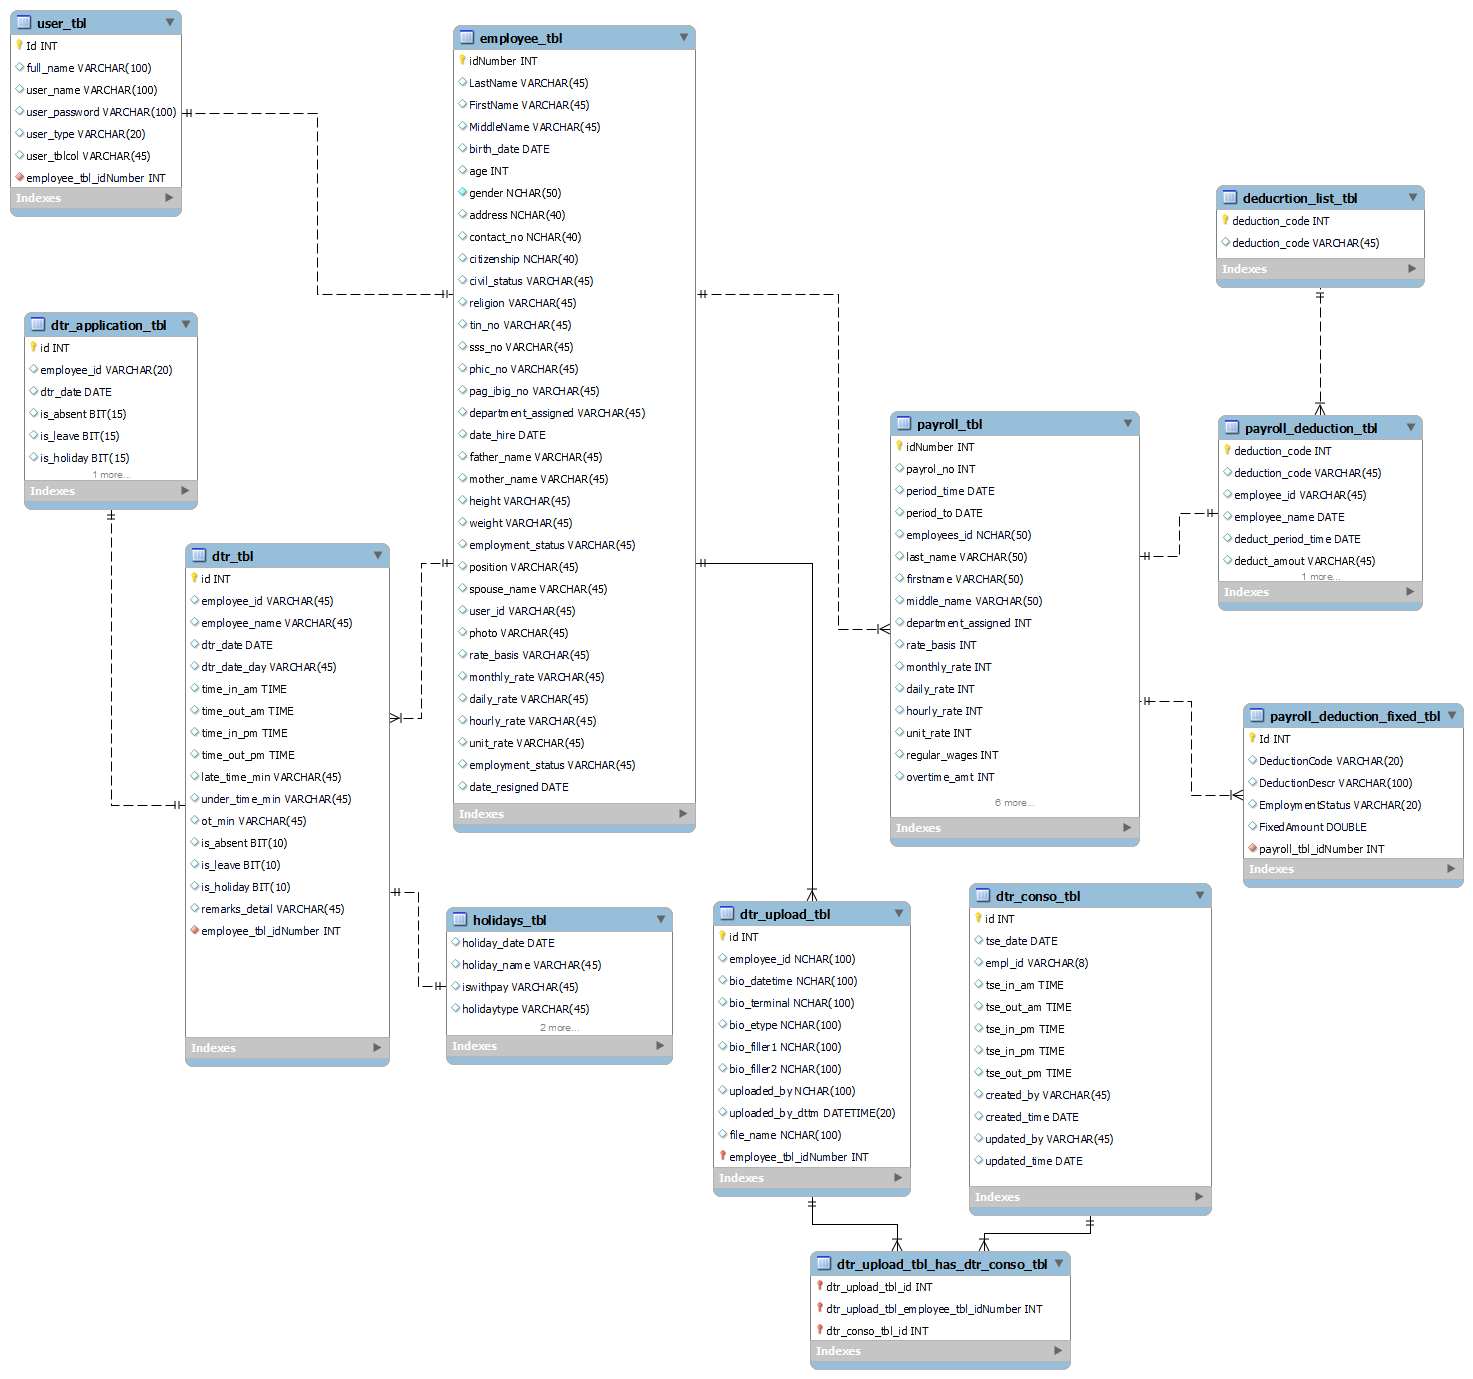 user_tbl
Id INT
full_name VARCHAR(100)
user_name VARCHAR(100)
user_password VARCHAR(100)
user_type VARCHAR(20)
user_tblcol VARCHAR(45)
employee_tbl_idNumber INT
Indexes
employee_tbl
idNumber INT
LastName VARCHAR(45)
FirstName VARCHAR(45)
MiddleName VARCHAR(45)
birth_date DATE
age INT
gender NCHAR(50)
address NCHAR(40)
contact_no NCHAR(40)
citizenship NCHAR(40)
civil_status VARCHAR(45)
religion VARCHAR(45)
tin_no VARCHAR(45)
sss_no VARCHAR(45)
phic_no VARCHAR(45)
pag_ibig_no VARCHAR(45)
department_assigned VARCHAR(45)
date_hire DATE
father_name VARCHAR(45)
mother_name VARCHAR(45)
height VARCHAR(45)
weight VARCHAR(45)
employment_status VARCHAR(45)
position VARCHAR(45)
spouse_name VARCHAR(45)
user_id VARCHAR(45)
photo VARCHAR(45)
rate_basis VARCHAR(45)
monthly_rate VARCHAR(45)
daily_rate VARCHAR(45)
hourly_rate VARCHAR(45)
unit_rate VARCHAR(45)
employment_status VARCHAR(45)
date_resigned DATE
Indexes
deducrtion_list_tbl
deduction_code INT
deduction_code VARCHAR(45)
Indexes
dtr_application_tbl
id INT
employee_id VARCHAR(20)
dtr_date DATE
is_absent BIT(15)
is_leave BIT(15)
is_holiday BIT(15)
1 more...
Indexes
payroll_tbl
idNumber INT
payrol_no INT
period_time DATE
period_to DATE
employees_id NCHAR(50)
last_name VARCHAR(50)
firstname VARCHAR(50)
middle_name VARCHAR(50)
department_assigned INT
rate_basis INT
monthly_rate INT
daily_rate INT
hourly_rate INT
unit_rate INT
regular_wages INT
overtime_amt INT
6 more...
Indexes
payroll_deduction_tbl
deduction_code INT
deduction_code VARCHAR(45)
employee_id VARCHAR(45)
employee_name DATE
deduct_period_time DATE
deduct_amout VARCHAR(45)
1 more...
Indexes
dtr_tbl
id INT
employee_id VARCHAR(45)
employee_name VARCHAR(45)
dtr_date DATE
dtr_date_day VARCHAR(45)
time_in_am TIME
time_out_am TIME
time_in_pm TIME
time_out_pm TIME
late_time_min VARCHAR(45)
under_time_min VARCHAR(45)
ot_min VARCHAR(45)
is_absent BIT(10)
is_leave BIT(10)
is_holiday BIT(10)
remarks_detail VARCHAR(45)
employee_tbl_idNumber INT
Indexes
payroll_deduction_fixed_tbl
Id INT
DeductionCode VARCHAR(20)
DeductionDescr VARCHAR(100)
EmploymentStatus VARCHAR(20)
FixedAmount DOUBLE
payroll_tbl_idNumber INT
Indexes
holidays_tbl
holiday_date DATE
holiday_name VARCHAR(45)
iswithpay VARCHAR(45)
holidaytype VARCHAR(45)
2 more...
Indexes
dtr_upload_tbl
id INT
employee_id NCHAR(100)
bio_datetime NCHAR(100)
bio_terminal NCHAR(100)
bio_etype NCHAR(100)
bio_filler1 NCHAR(100)
bio_filler2 NCHAR(100)
uploaded_by NCHAR(100)
uploaded_by_dttm DATETIME(20)
file_name NCHAR(100)
employee_tbl_idNumber INT
Indexes
dtr_conso_tbl
id INT
tse_date DATE
empl_id VARCHAR(8)
tse_in_am TIME
tse_out_am TIME
tse_in_pm TIME
tse_in_pm TIME
tse_out_pm TIME
created_by VARCHAR(45)
created_time DATE
updated_by VARCHAR(45)
updated_time DATE
Indexes
dtr_upload_tbl_has_dtr_conso_tbl
dtr_upload_tbl_id INT
dtr_upload_tbl_employee_tbl_idNumber INT
dtr_conso_tbl_id INT
Indexes